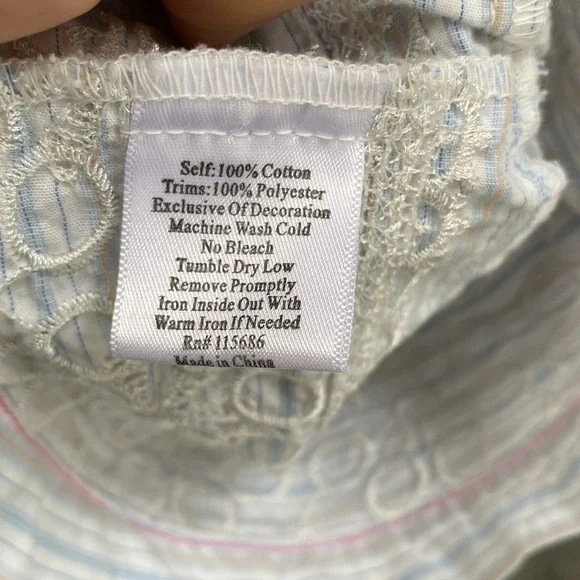 Self:100% Cotton
Trims:100% Polyester
Exclusive Of Decoration
Machine Wash Cold
No Bleach
Tumble Dry Low
Remove Promptly
Iron Inside Out With
Warm Iron If Needed
Rn# 115686
Made in China